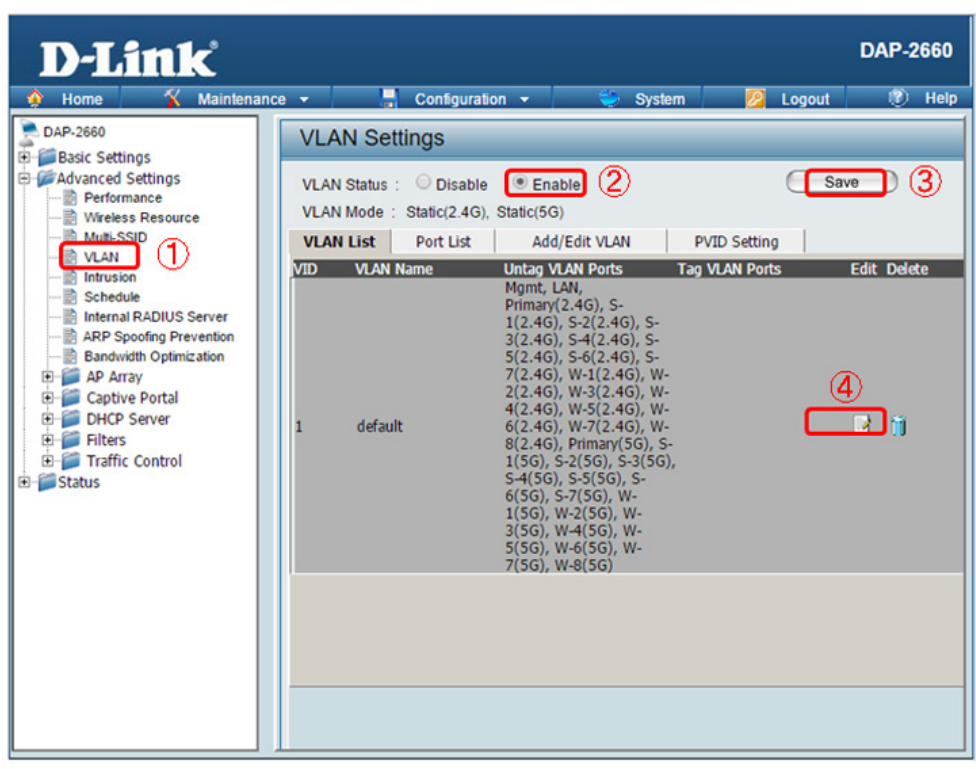 D-Link
DAP-2660
Home Maintenance Configuration System Logout Help
DAP-2660
Basic Settings
Advanced Settings
Performance
Wireless Resource
Multi-SSID
VLAN ①
Intrusion
Schedule
Internal RADIUS Server
ARP Spoofing Prevention
Bandwidth Optimization
AP Array
Captive Portal
DHCP Server
Filters
Traffic Control
Status
VLAN Settings
VLAN Status : Disable Enable ② Save ③
VLAN Mode : Static(2.4G), Static(5G)
VLAN List Port List Add/Edit VLAN PVID Setting
VID VLAN Name Untag VLAN Ports Tag VLAN Ports Edit Delete
Mgmt, LAN,
Primary(2.4G), S-
1(2.4G), S-2(2.4G), S-
3(2.4G), S-4(2.4G), S-
5(2.4G), S-6(2.4G), S-
7(2.4G), W-1(2.4G), W-
2(2.4G), W-3(2.4G), W-
④
4(2.4G), W-5(2.4G), W-
1 default 6(2.4G), W-7(2.4G), W-
8(2.4G), Primary(5G), S-
1(5G), S-2(5G), S-3(5G),
S-4(5G), S-5(5G), S-
6(5G), S-7(5G), W-
1(5G), W-2(5G), W-
3(5G), W-4(5G), W-
5(5G), W-6(5G), W-
7(5G), W-8(5G)